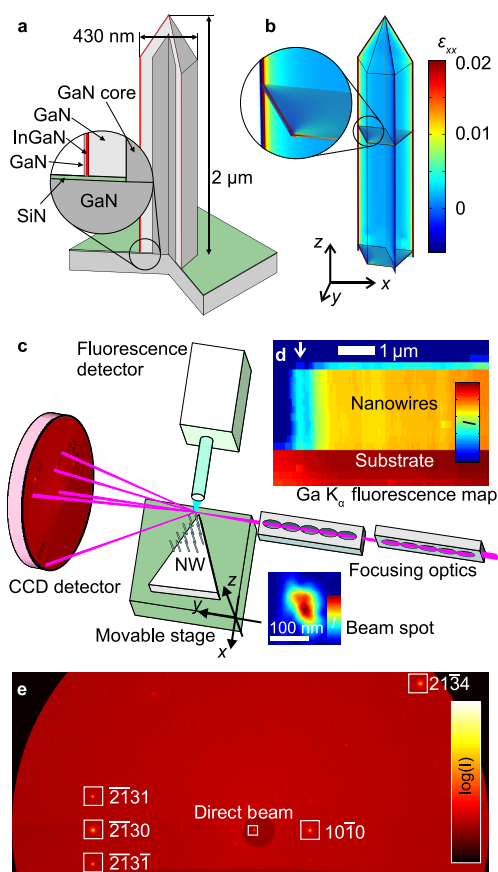 a
430 nm
GaN core
GaN
InGaN
GaN
SiN
GaN
2 µm
b
εxx
0.02
0.01
0
z
x
y
c
Fluorescence
detector
CCD detector
NW
Movable stage
z
y
x
Focusing optics
100 nm
I
Beam spot
d
1 µm
Nanowires
I
Substrate
Ga Kα fluorescence map
e
213̄4
2̄1̄31
2̄1̄30
2̄1̄31̄
Direct beam
101̄0
log(I)